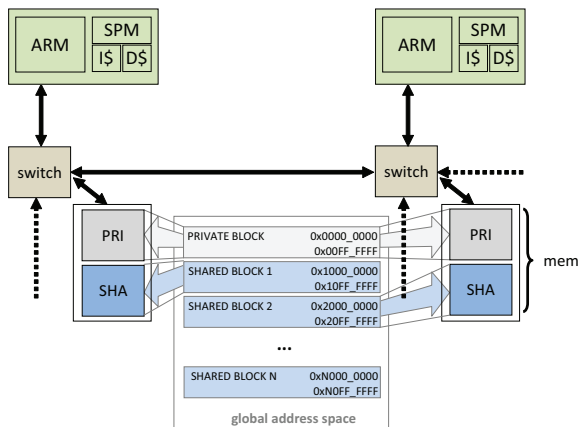 ARM
SPM
I$ D$
ARM
SPM
I$ D$
switch
switch
PRI
SHA
PRIVATE BLOCK 0x0000_0000
0x00FF_FFFF
SHARED BLOCK 1 0x1000_0000
0x10FF_FFFF
SHARED BLOCK 2 0x2000_0000
0x20FF_FFFF
...
SHARED BLOCK N 0xN000_0000
0xN0FF_FFFF
global address space
PRI
SHA
mem